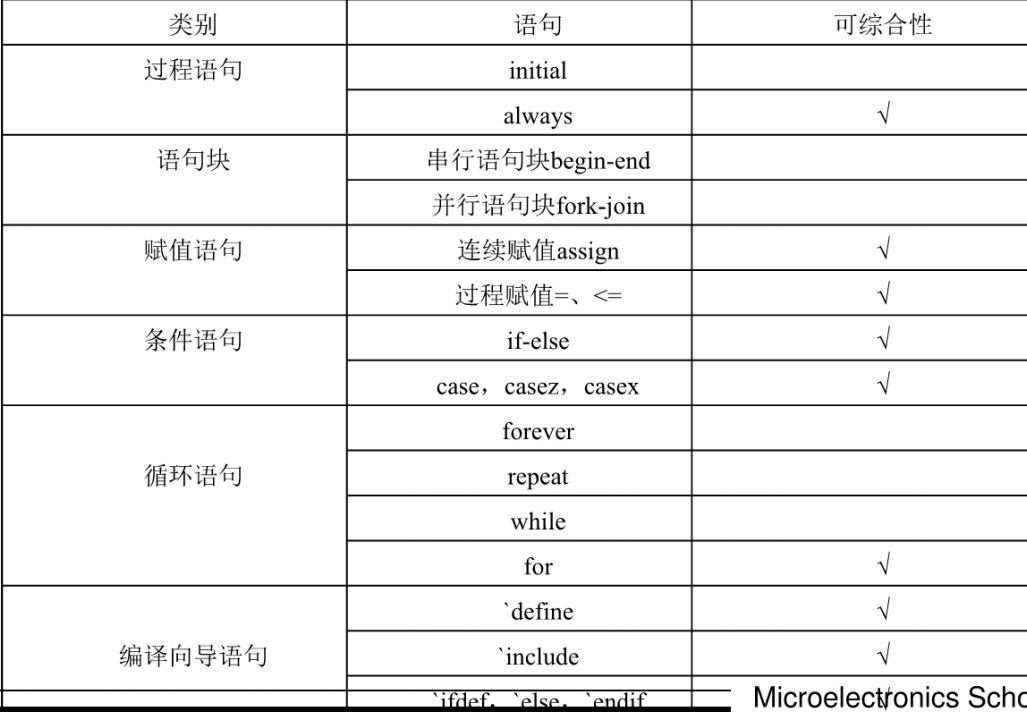 类别 语句 可综合性
过程语句 initial
always √
语句块 串行语句块begin-end
并行语句块fork-join
赋值语句 连续赋值assign √
过程赋值=、<= √
条件语句 if-else √
case，casez，casex √
forever
循环语句 repeat
while
for √
`define √
编译向导语句 `include √
`ifdef，`else，`endif √
Microelectronics Scho